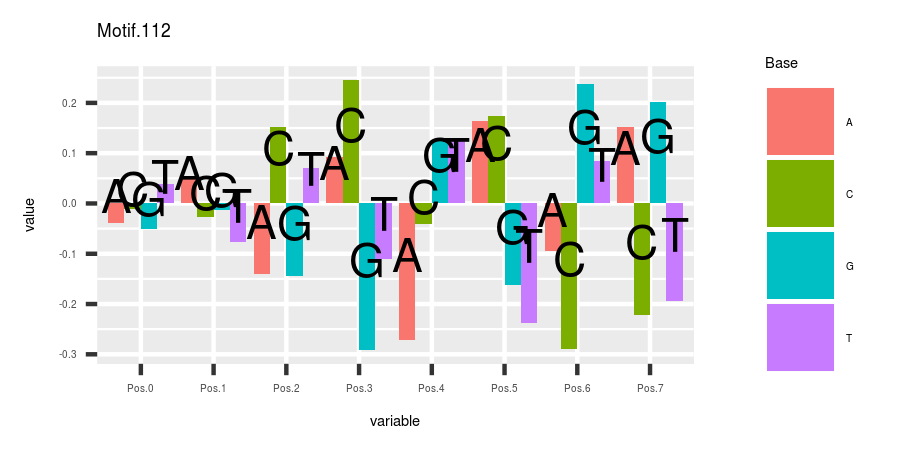 Motif.112
Base
A
C
G
T
value
0.2
0.1
0.0
-0.1
-0.2
-0.3
A C G T A C G T A C G T A C G T A C G T A C G T A C G T A C G T
Pos.0 Pos.1 Pos.2 Pos.3 Pos.4 Pos.5 Pos.6 Pos.7
variable